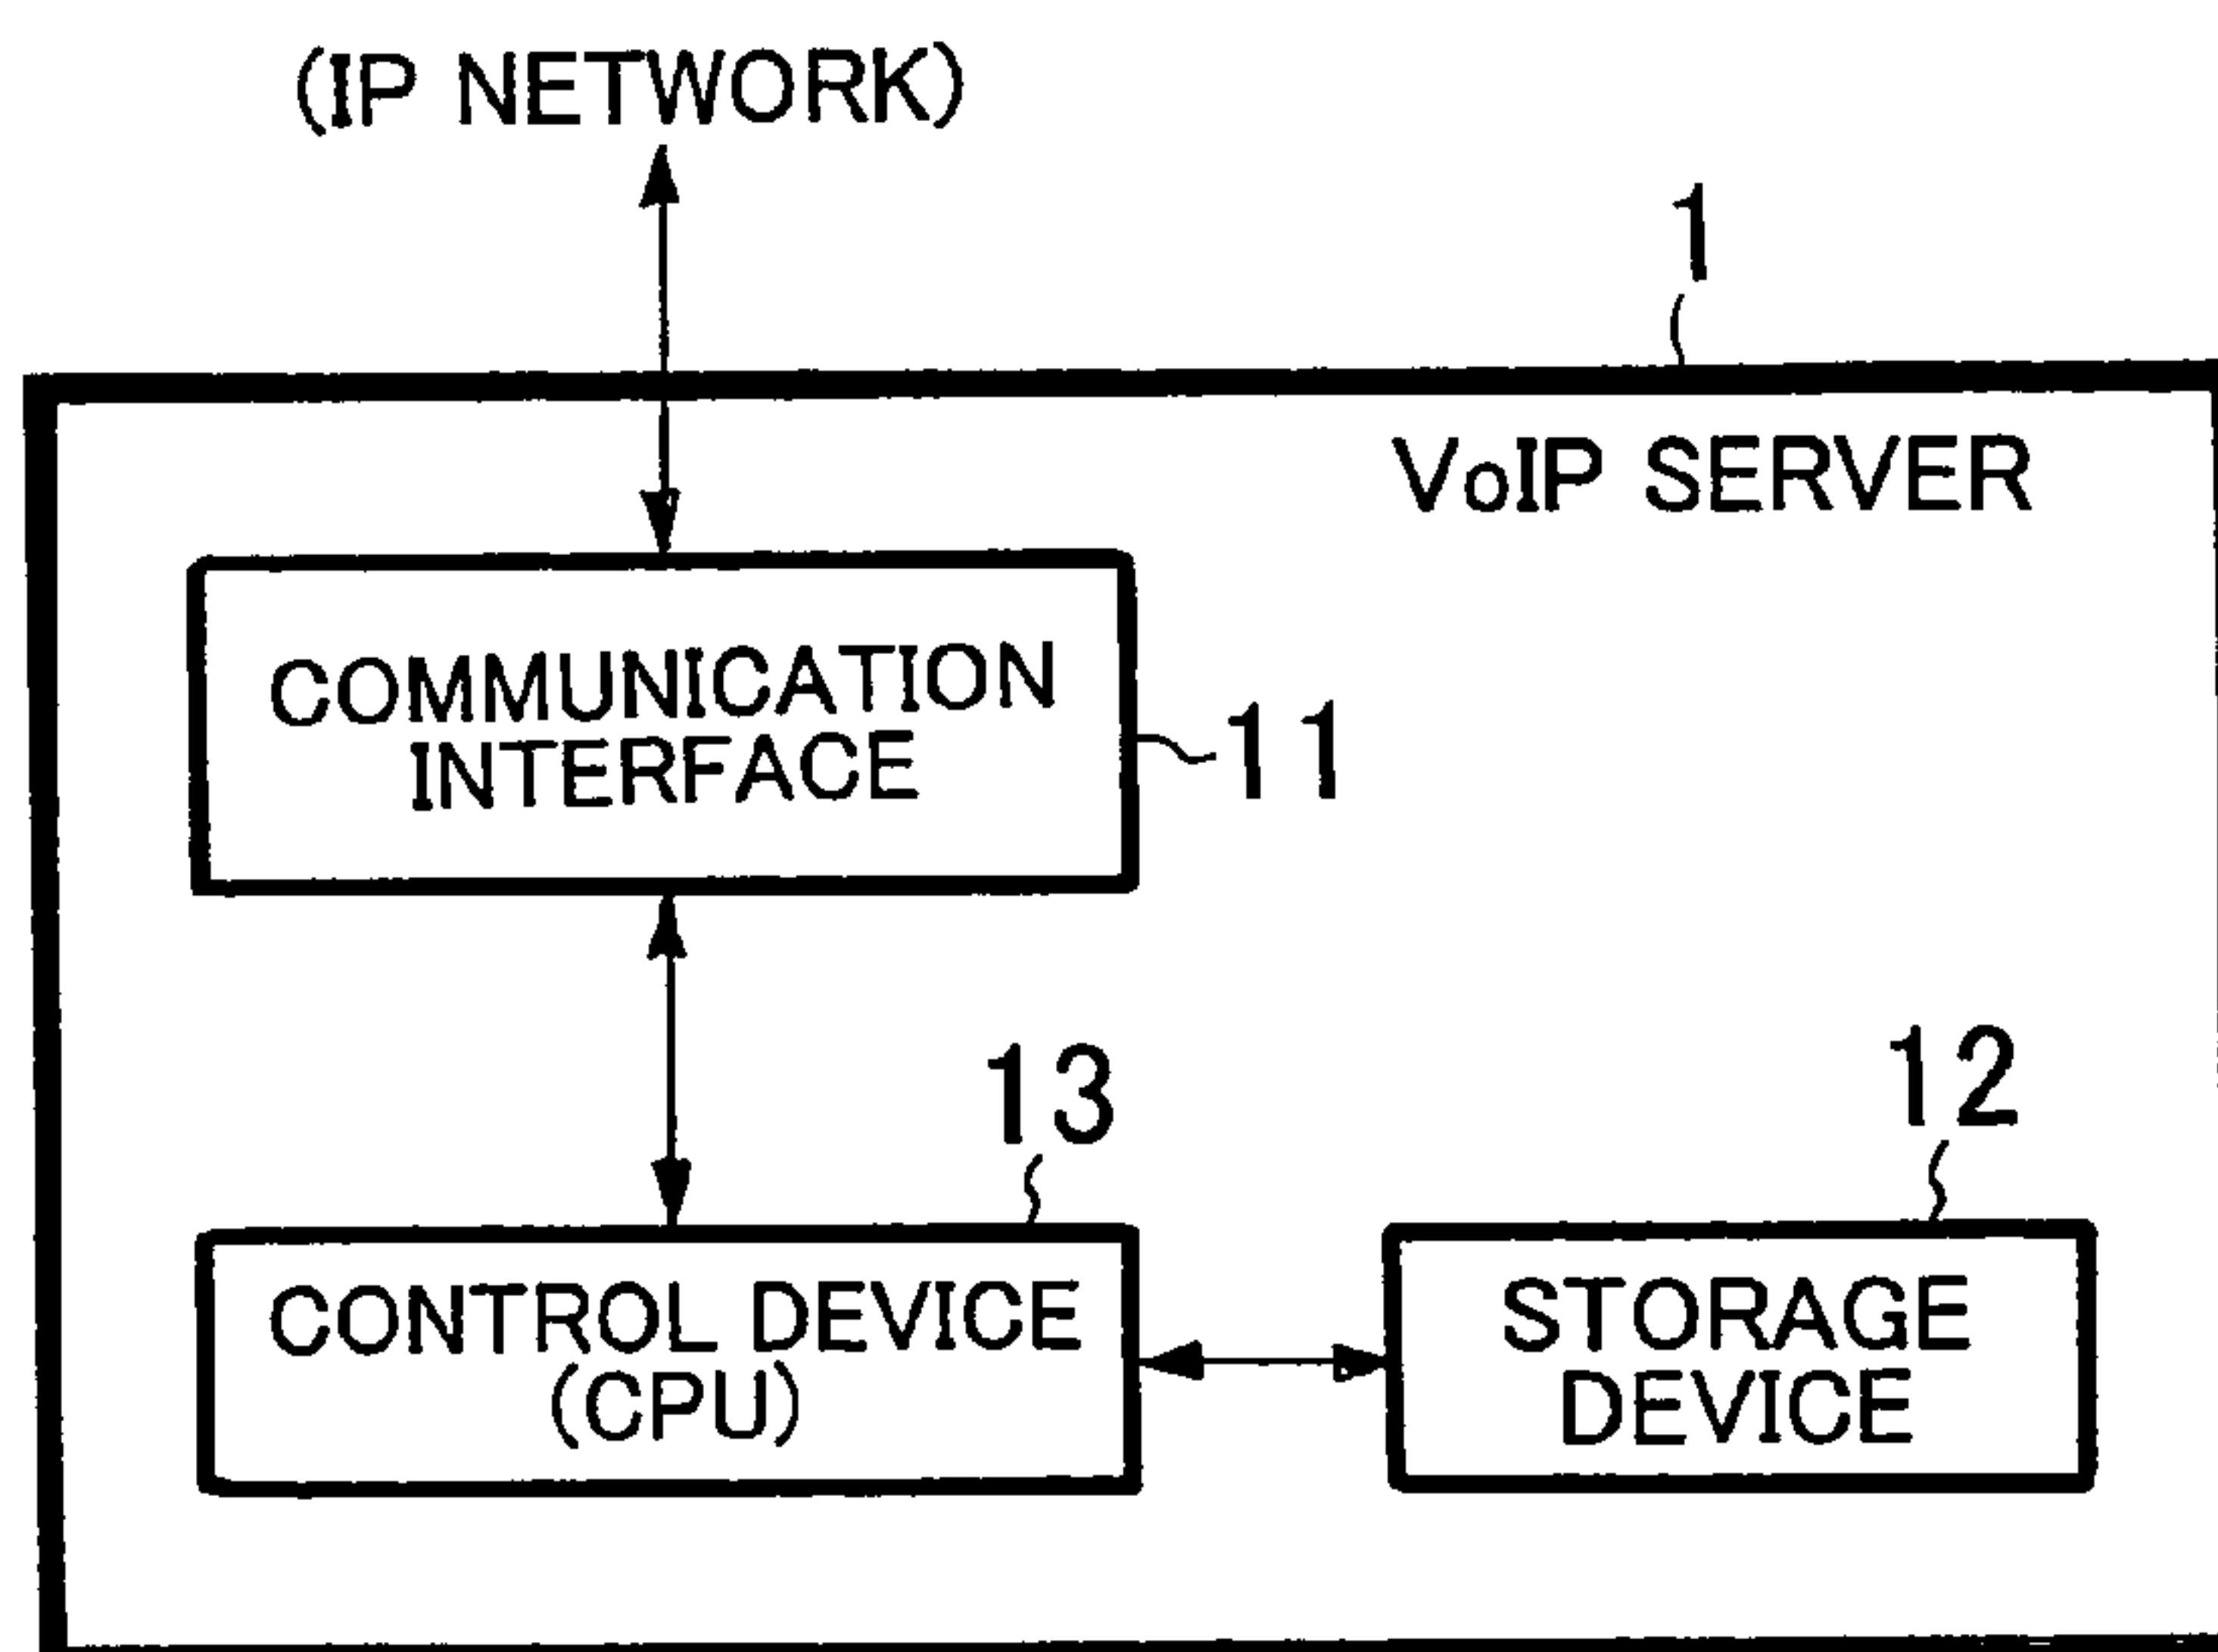 (IP NETWORK)
1
VoIP SERVER
COMMUNICATION
INTERFACE
11
13
12
CONTROL DEVICE
(CPU)
STORAGE
DEVICE